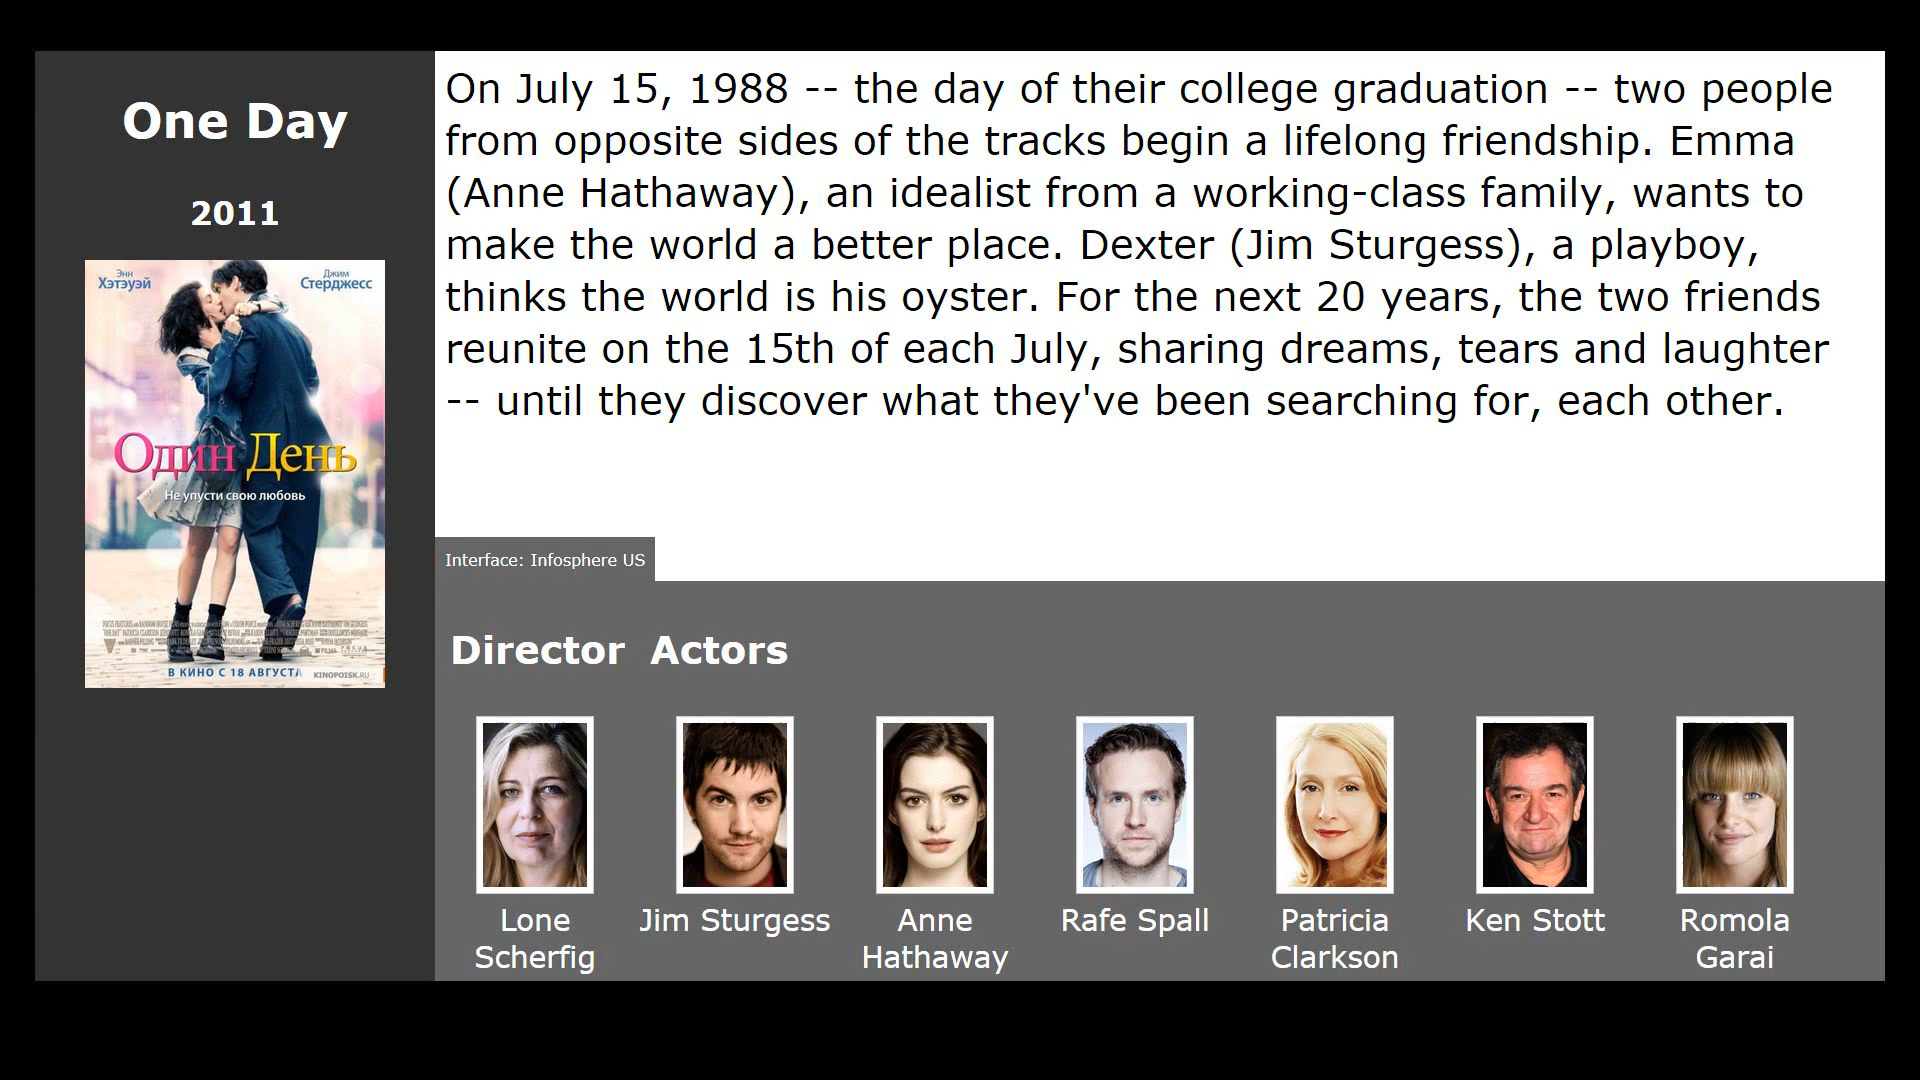 One Day
2011
Энн
Хэтэуэй
Джим
Стерджесс
Один День
Не упусти свою любовь
В КИНО С 18 АВГУСТА
KINOPOISK.RU
On July 15, 1988 -- the day of their college graduation -- two people
from opposite sides of the tracks begin a lifelong friendship. Emma
(Anne Hathaway), an idealist from a working-class family, wants to
make the world a better place. Dexter (Jim Sturgess), a playboy,
thinks the world is his oyster. For the next 20 years, the two friends
reunite on the 15th of each July, sharing dreams, tears and laughter
-- until they discover what they've been searching for, each other.
Interface: Infosphere US
Director Actors
Lone
Scherfig
Jim Sturgess
Anne
Hathaway
Rafe Spall
Patricia
Clarkson
Ken Stott
Romola
Garai